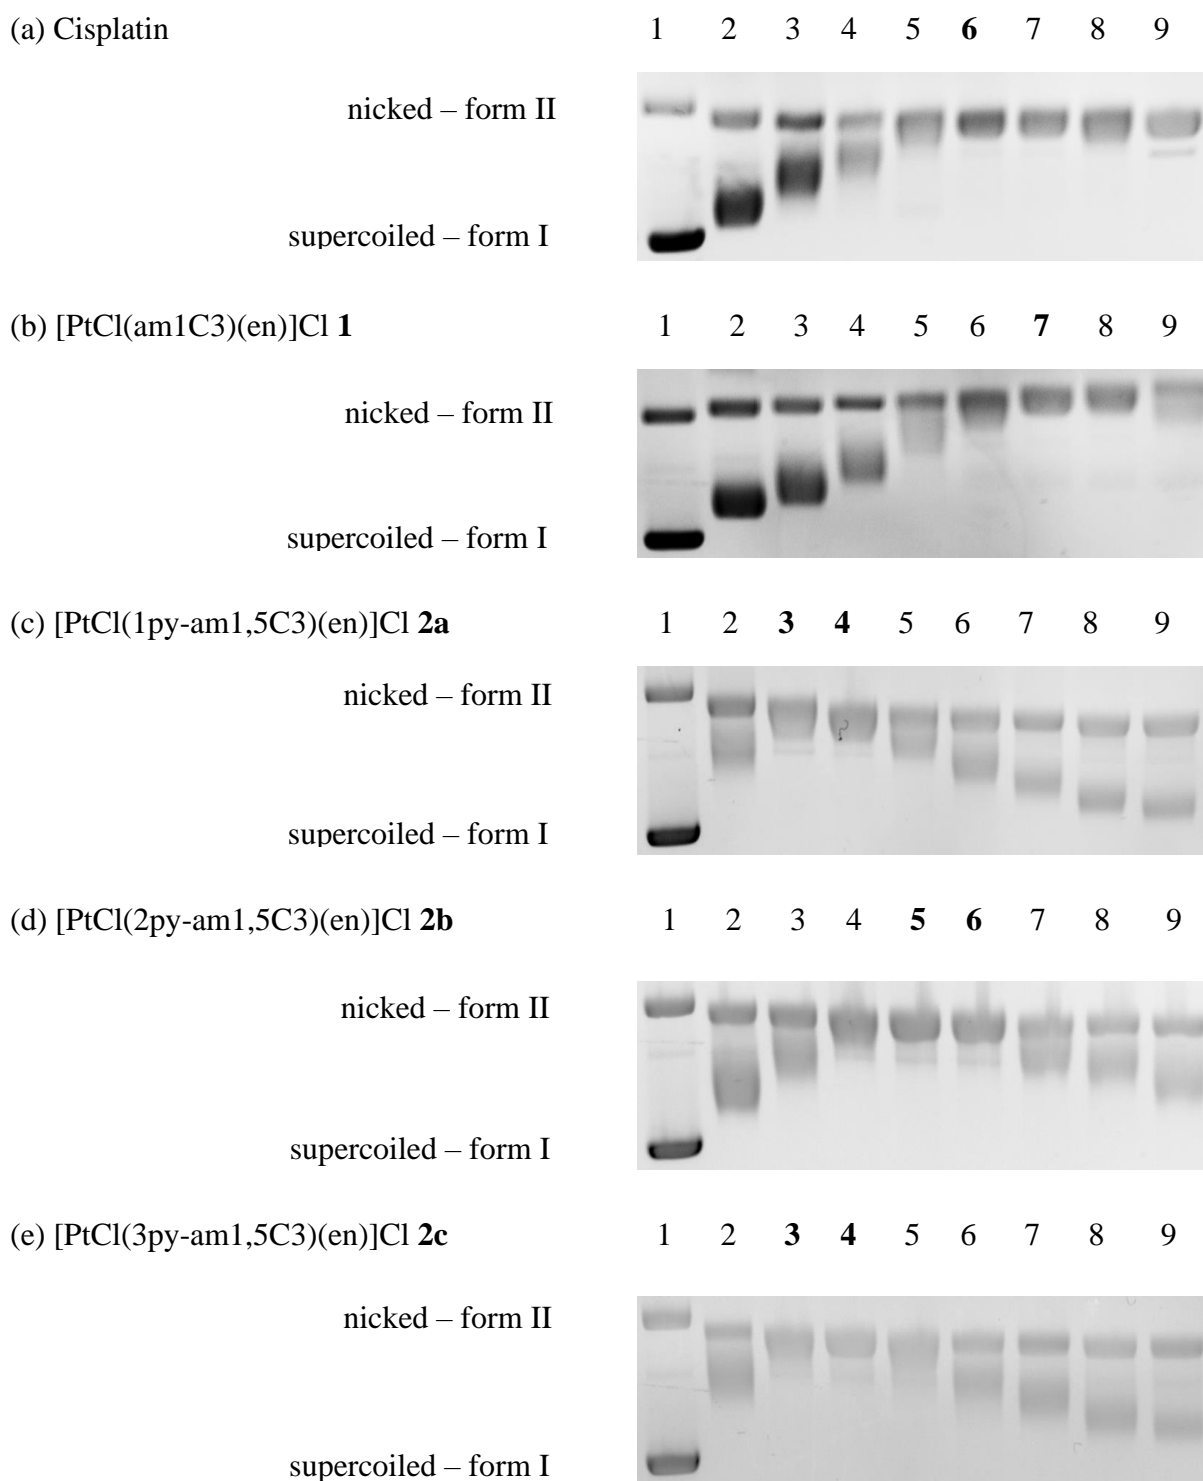 (a) Cisplatin 1 2 3 4 5 6 7 8 9
nicked – form II
supercoiled – form I
(b) [PtCl(am1C3)(en)]Cl 1 1 2 3 4 5 6 7 8 9
nicked – form II
supercoiled – form I
(c) [PtCl(1py-am1,5C3)(en)]Cl 2a 1 2 3 4 5 6 7 8 9
nicked – form II
supercoiled – form I
(d) [PtCl(2py-am1,5C3)(en)]Cl 2b 1 2 3 4 5 6 7 8 9
nicked – form II
supercoiled – form I
(e) [PtCl(3py-am1,5C3)(en)]Cl 2c 1 2 3 4 5 6 7 8 9
nicked – form II
supercoiled – form I